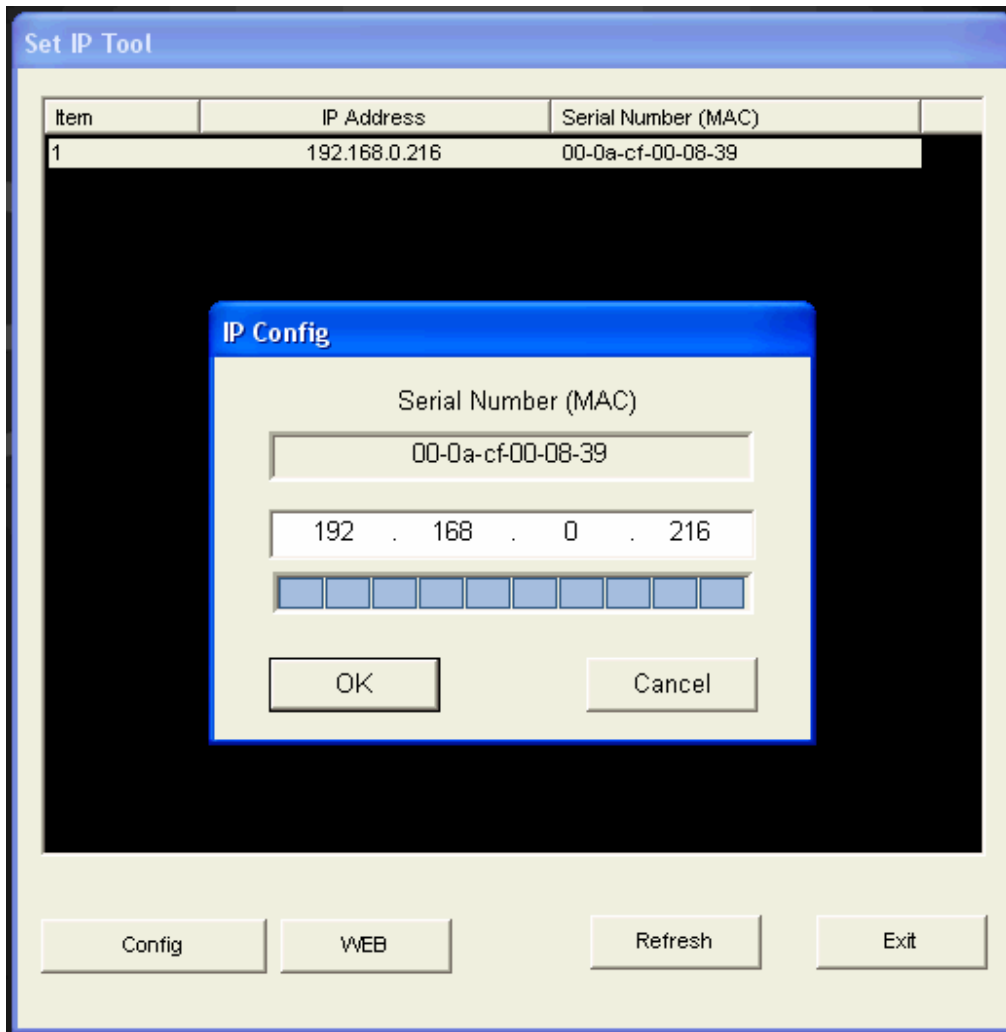 Set IP Tool
Item IP Address Serial Number (MAC)
1 192.168.0.216 00-0a-cf-00-08-39
IP Config
Serial Number (MAC)
00-0a-cf-00-08-39
192 . 168 . 0 . 216
OK Cancel
Config WEB Refresh Exit